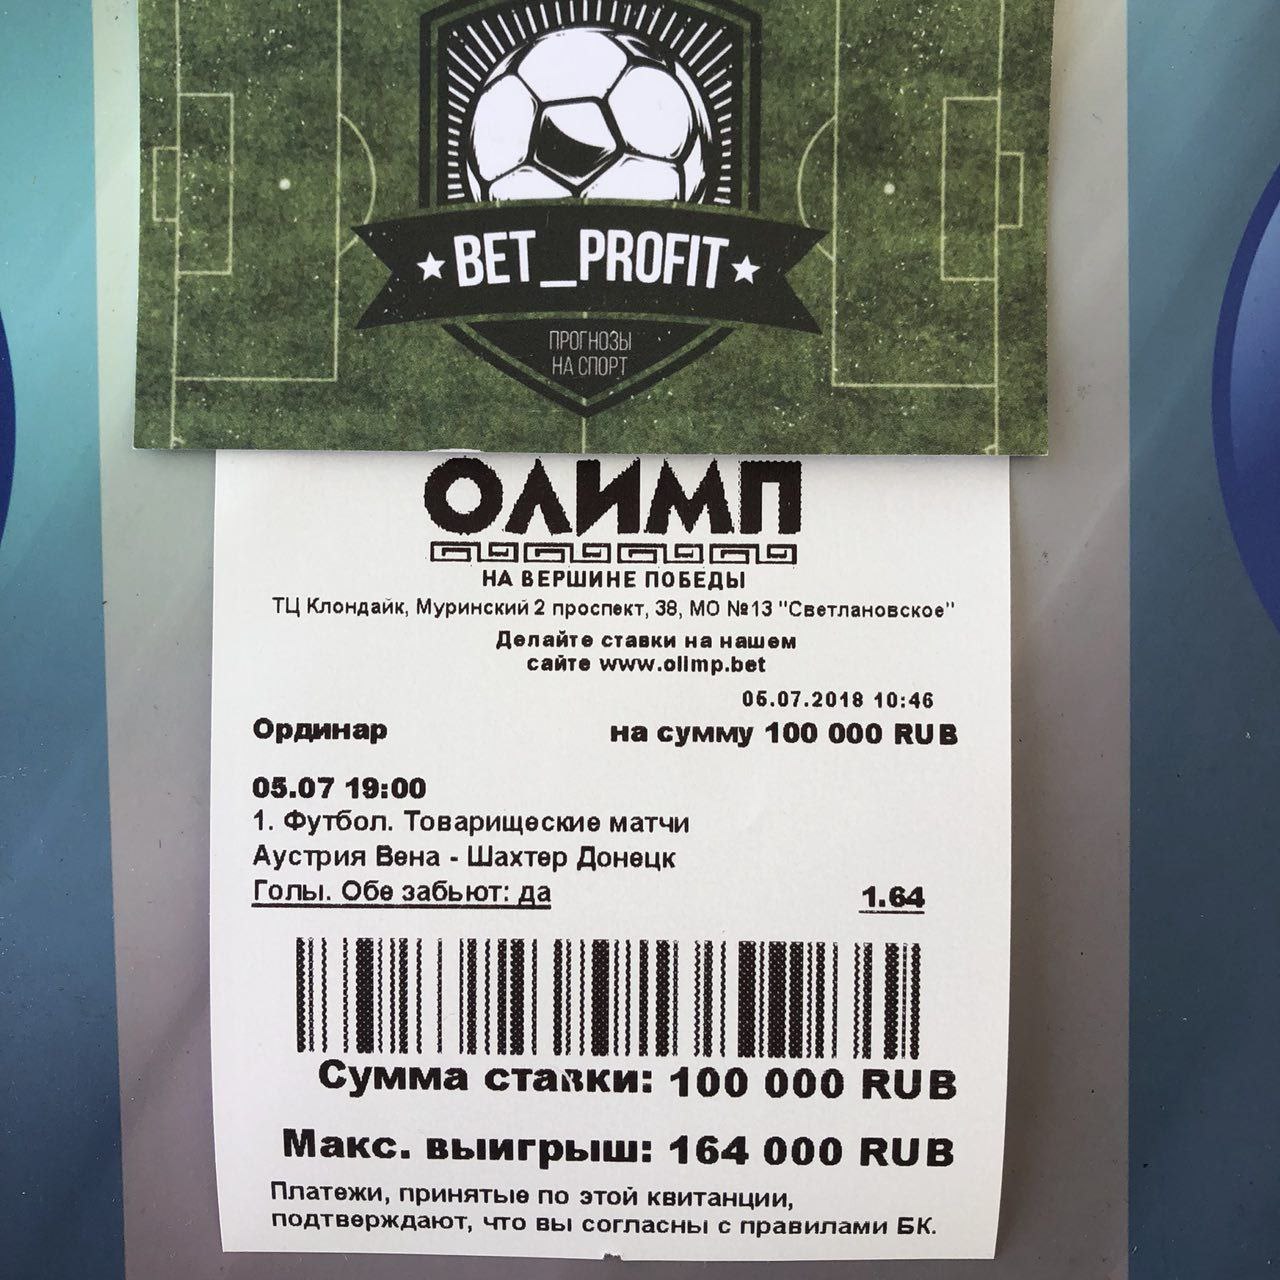 BET_PROFIT
ПРОГНОЗЫ
НА СПОРТ
ОЛИМП
НА ВЕРШИНЕ ПОБЕДЫ
ТЦ Клондайк, Муринский 2 проспект, 38, МО №13 "Светлановское"
Делайте ставки на нашем
сайте www.olimp.bet
05.07.2018 10:46
Ординар на сумму 100 000 RUB
05.07 19:00
1. Футбол. Товарищеские матчи
Аустрия Вена - Шахтер Донецк
Голы. Обе забьют: да 1.64
Сумма ставки: 100 000 RUB
Макс. выигрыш: 164 000 RUB
Платежи, принятые по этой квитанции,
подтверждают, что вы согласны с правилами БК.